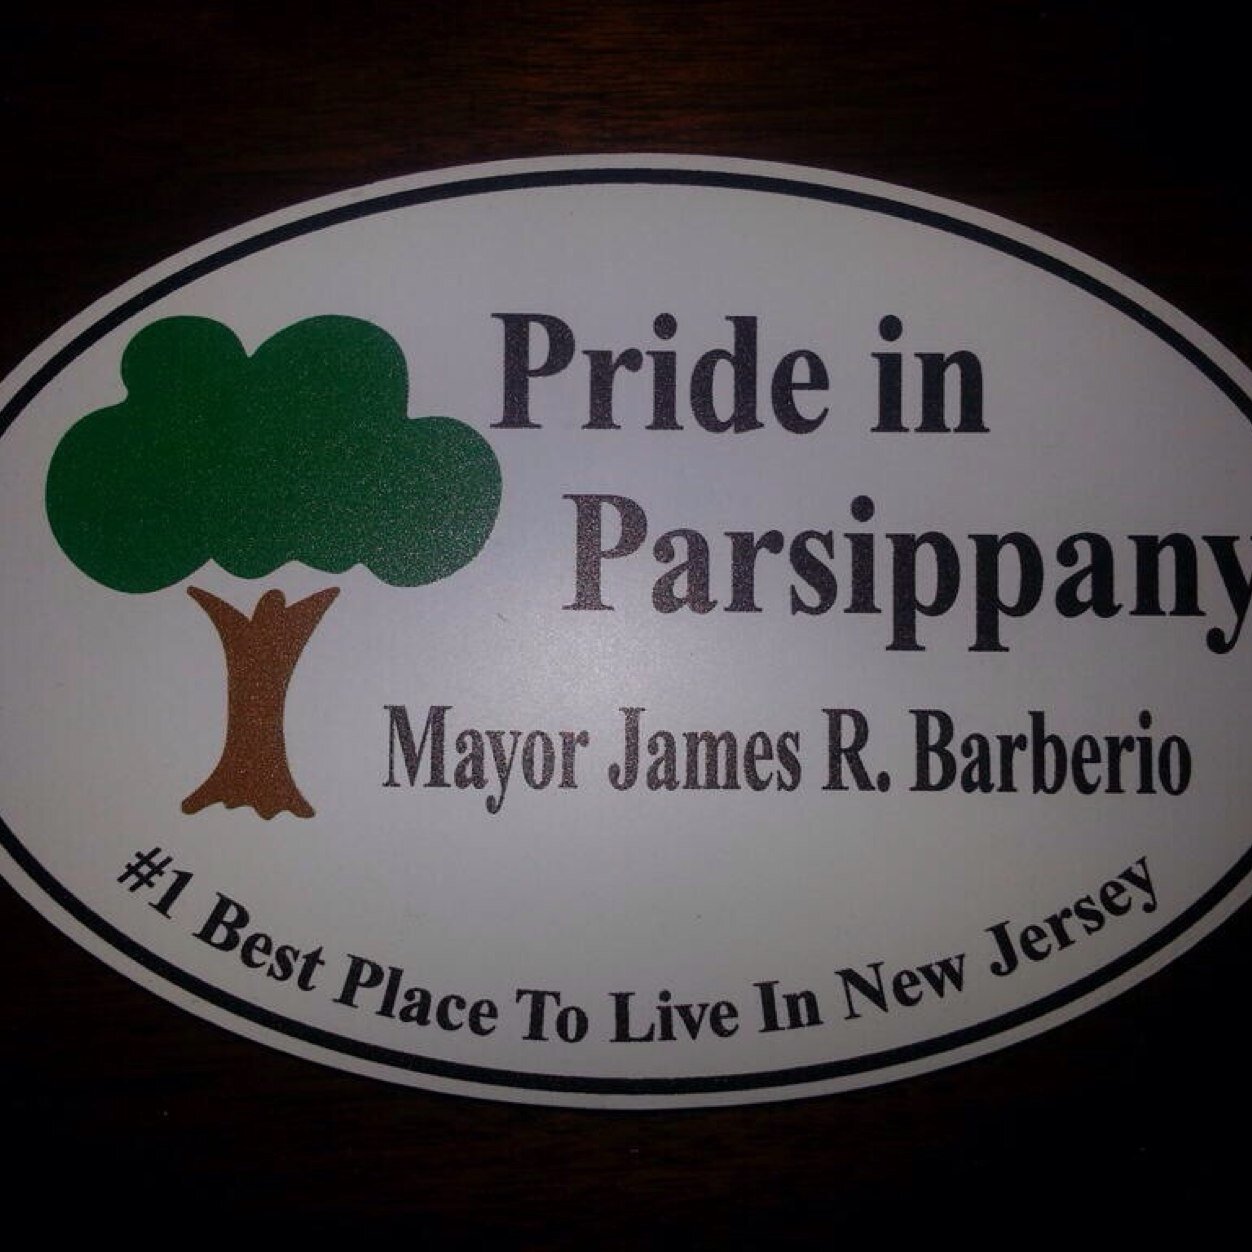 Pride in
Parsippany
Mayor James R. Barberio
#1 Best Place To Live In New Jersey